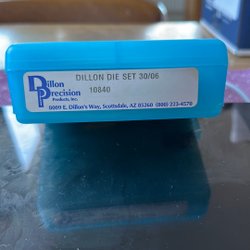 DILLON DIE SET 30/06
10840
Dillon
Precision
Products, Inc.
8009 E. Dillon's Way, Scottsdale, AZ 85260 (800) 223-4570